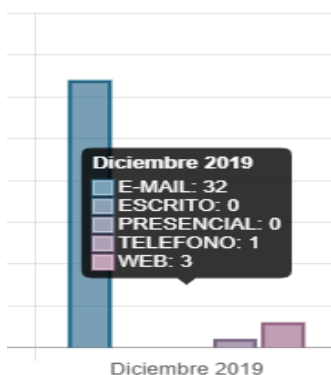 Diciembre 2019
E-MAIL: 32
ESCRITO: 0
PRESENCIAL: 0
TELEFONO: 1
WEB: 3
Diciembre 2019